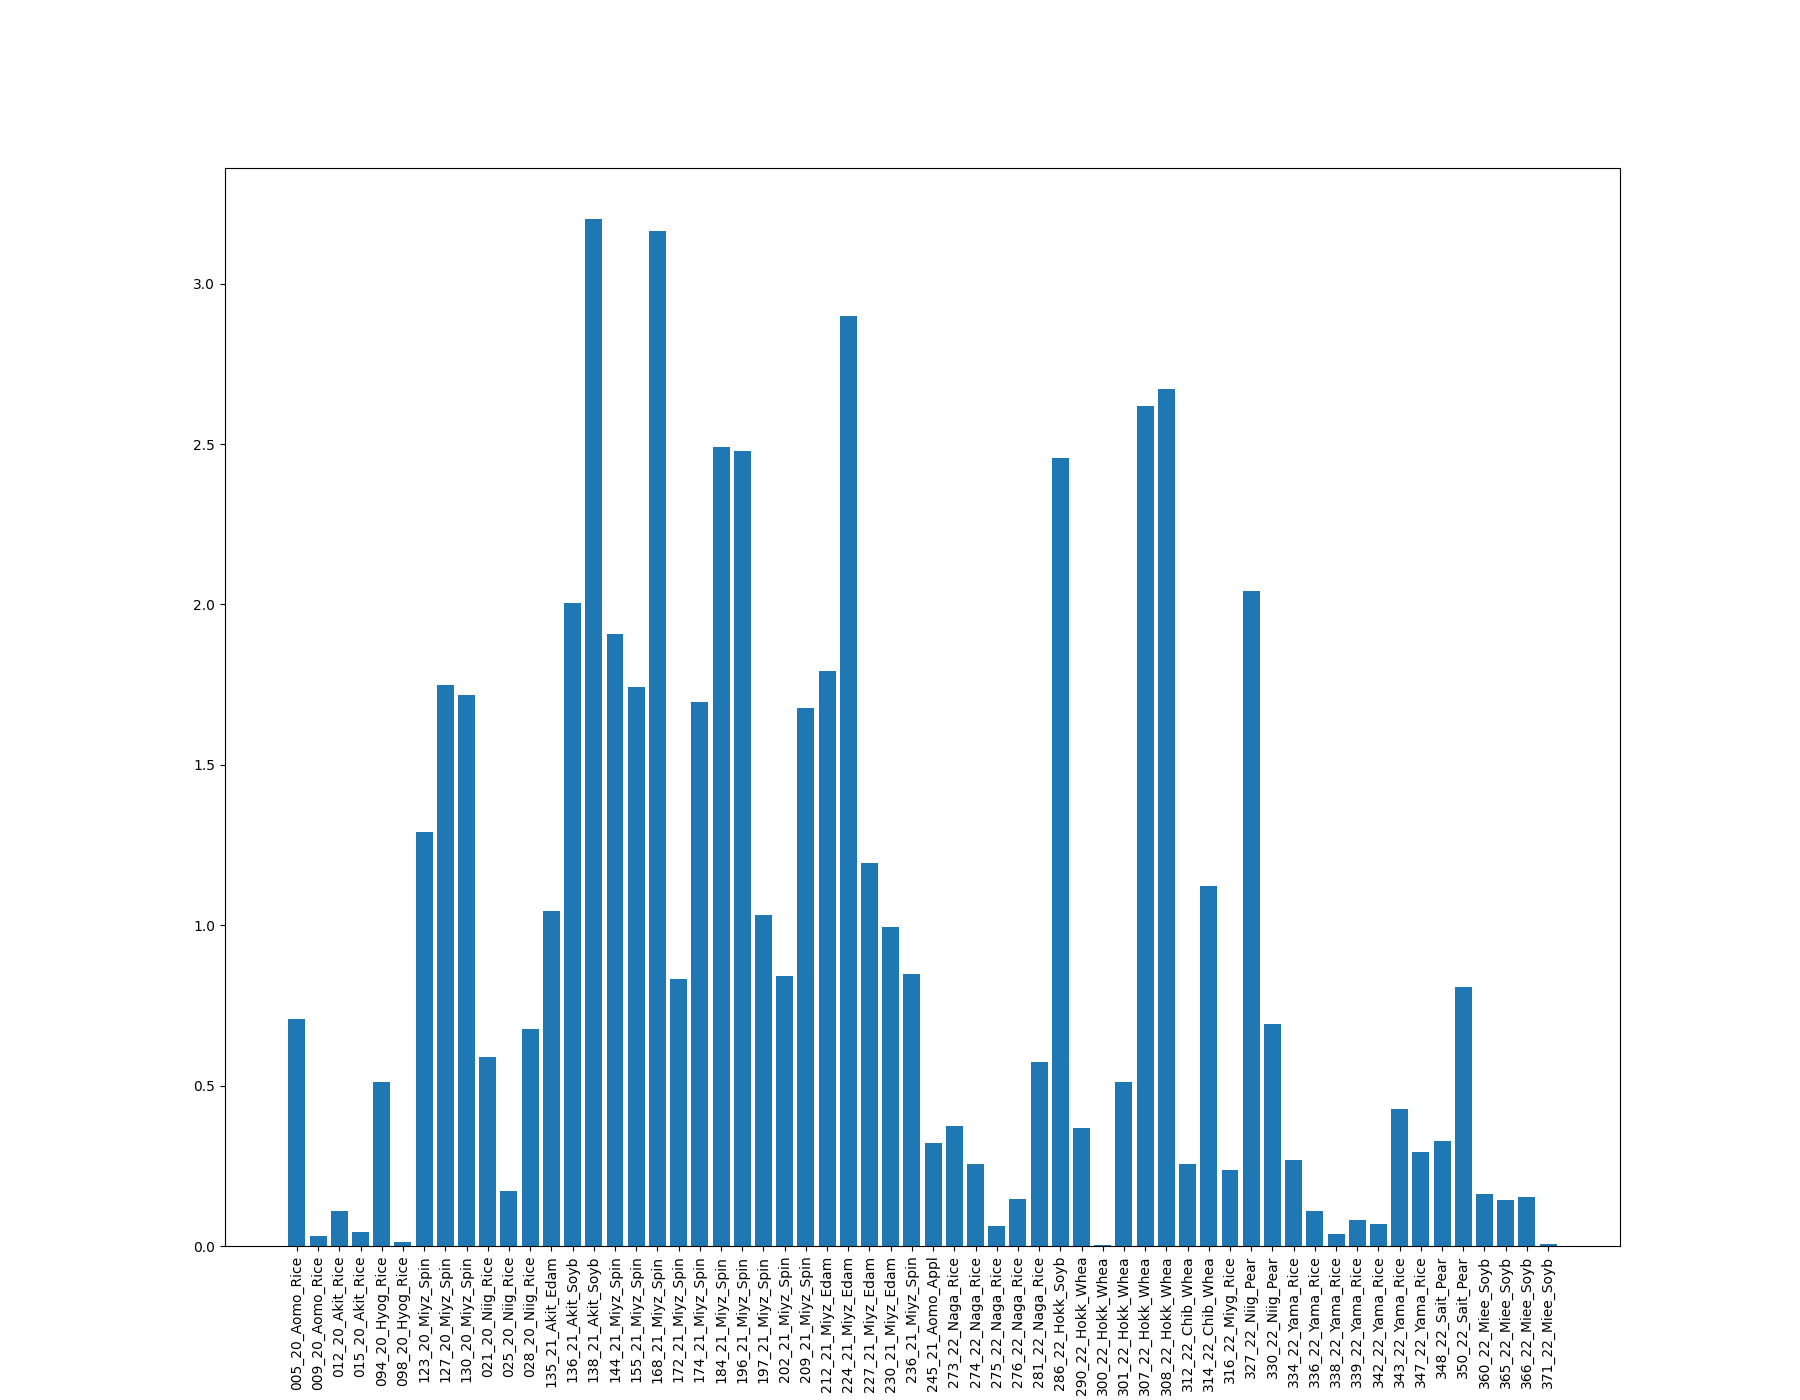 3.0
2.5
2.0
1.5
1.0
0.5
0.0
005_20_Aomo_Rice
009_20_Aomo_Rice
012_20_Akit_Rice
015_20_Akit_Rice
094_20_Hyog_Rice
098_20_Hyog_Rice
123_20_Miyz_Spin
127_20_Miyz_Spin
130_20_Miyz_Spin
021_20_Niig_Rice
025_20_Niig_Rice
028_20_Niig_Rice
135_21_Akit_Edam
136_21_Akit_Soyb
138_21_Akit_Soyb
144_21_Miyz_Spin
155_21_Miyz_Spin
168_21_Miyz_Spin
172_21_Miyz_Spin
174_21_Miyz_Spin
184_21_Miyz_Spin
196_21_Miyz_Spin
197_21_Miyz_Spin
202_21_Miyz_Spin
209_21_Miyz_Spin
212_21_Miyz_Edam
224_21_Miyz_Edam
227_21_Miyz_Edam
230_21_Miyz_Edam
236_21_Miyz_Spin
245_21_Aomo_Appl
273_22_Naga_Rice
274_22_Naga_Rice
275_22_Naga_Rice
276_22_Naga_Rice
281_22_Naga_Rice
286_22_Hokk_Soyb
290_22_Hokk_Whea
300_22_Hokk_Whea
301_22_Hokk_Whea
307_22_Hokk_Whea
308_22_Hokk_Whea
312_22_Chib_Whea
314_22_Chib_Whea
316_22_Miyg_Rice
327_22_Niig_Pear
330_22_Niig_Pear
334_22_Yama_Rice
336_22_Yama_Rice
338_22_Yama_Rice
339_22_Yama_Rice
342_22_Yama_Rice
343_22_Yama_Rice
347_22_Yama_Rice
348_22_Sait_Pear
350_22_Sait_Pear
360_22_Miee_Soyb
365_22_Miee_Soyb
366_22_Miee_Soyb
371_22_Miee_Soyb